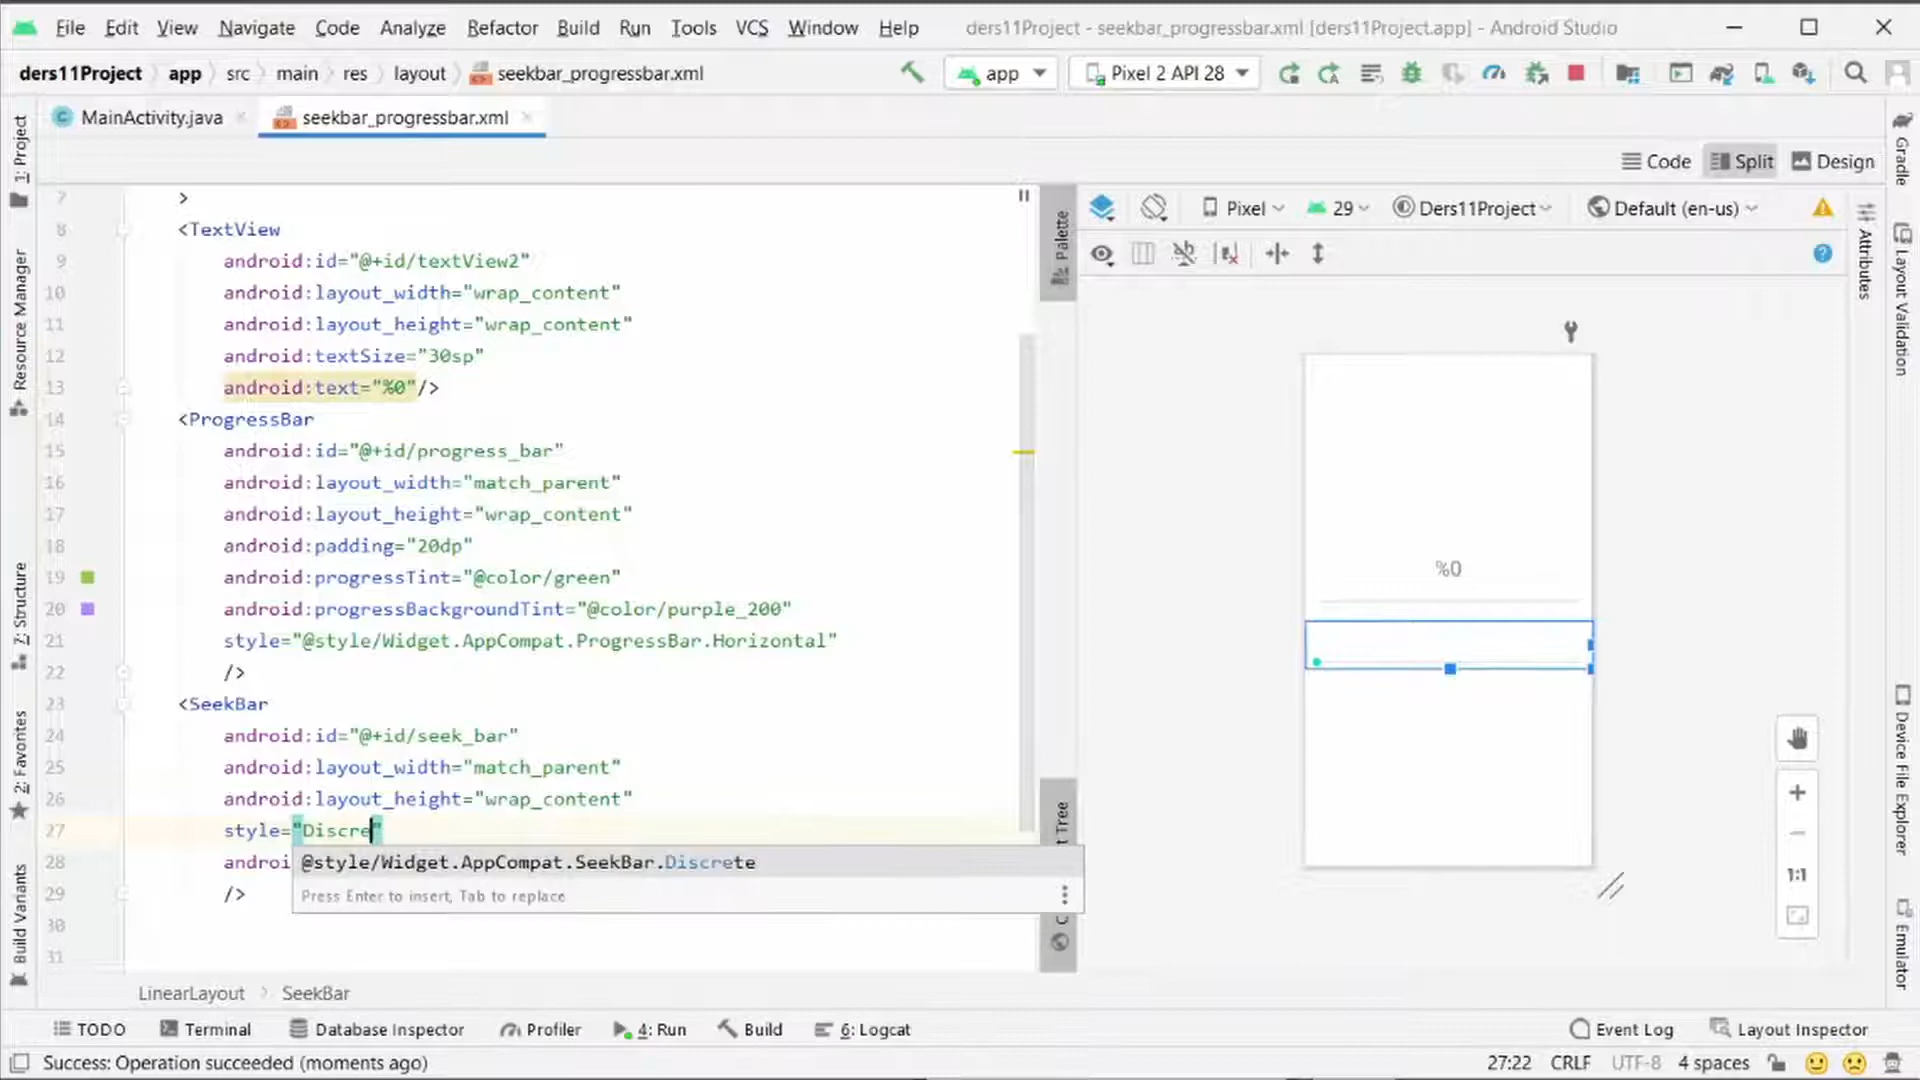 File Edit View Navigate Code Analyze Refactor Build Run Tools VCS Window Help ders11Project - seekbar_progressbar.xml [ders11Project.app] - Android Studio
ders11Project app src main res layout seekbar_progressbar.xml app Pixel 2 API 28
MainActivity.java seekbar_progressbar.xml
Code Split Design
Pixel 29 Ders11Project Default (en-us)
7 >
8 <TextView
9 android:id="@+id/textView2"
10 android:layout_width="wrap_content"
11 android:layout_height="wrap_content"
12 android:textSize="30sp"
13 android:text="%0"/>
14 <ProgressBar
15 android:id="@+id/progress_bar"
16 android:layout_width="match_parent"
17 android:layout_height="wrap_content"
18 android:padding="20dp"
19 android:progressTint="@color/green"
20 android:progressBackgroundTint="@color/purple_200"
21 style="@style/Widget.AppCompat.ProgressBar.Horizontal"
22 />
23 <SeekBar
24 android:id="@+id/seek_bar"
25 android:layout_width="match_parent"
26 android:layout_height="wrap_content"
27 style="Discre"
28 androi
@style/Widget.AppCompat.SeekBar.Discrete
Press Enter to insert, Tab to replace
29 />
30
31
%0
1:1
1: Project
Resource Manager
7: Structure
2: Favorites
Build Variants
Palette
Tree
Attributes
Gradle
Layout Validation
Device File Explorer
Emulator
LinearLayout SeekBar
TODO Terminal Database Inspector Profiler 4: Run Build 6: Logcat Event Log Layout Inspector
Success: Operation succeeded (moments ago) 27:22 CRLF UTF-8 4 spaces